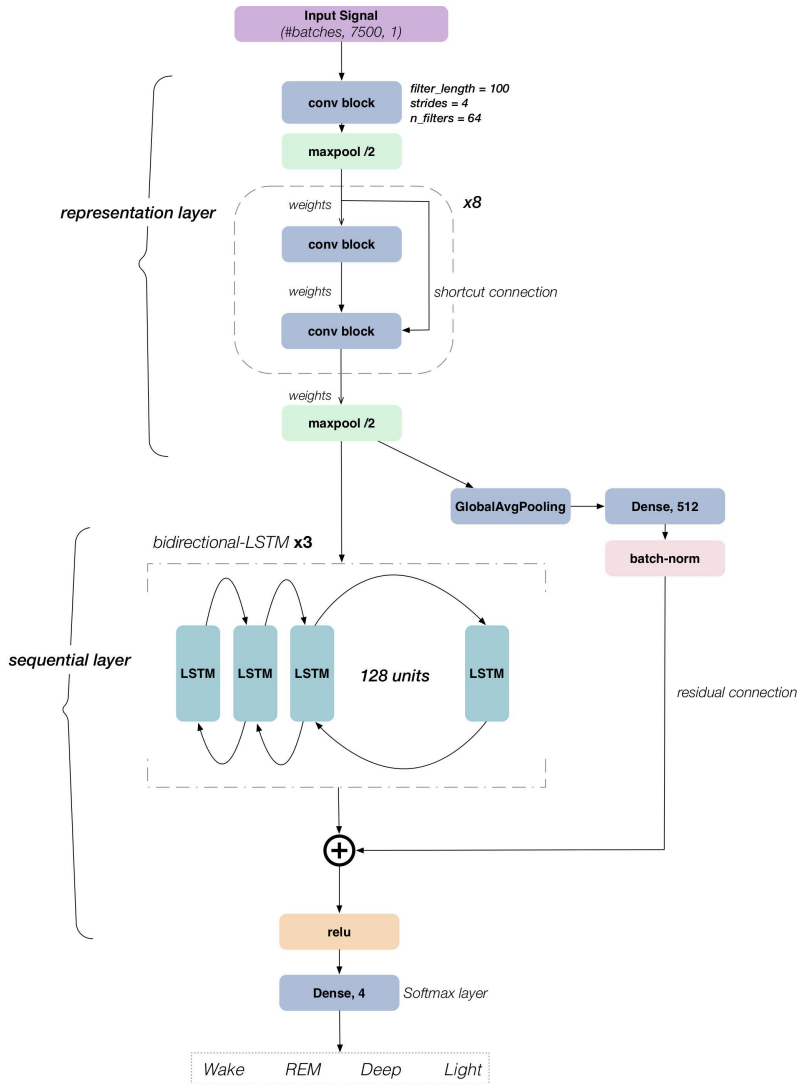 Input Signal
(#batches, 7500, 1)
conv block
filter_length = 100
strides = 4
n_filters = 64
maxpool /2
representation layer
weights
x8
conv block
weights
shortcut connection
conv block
weights
maxpool /2
GlobalAvgPooling
Dense, 512
bidirectional-LSTM x3
batch-norm
sequential layer
LSTM
LSTM
LSTM
128 units
LSTM
residual connection
relu
Dense, 4
Softmax layer
Wake REM Deep Light